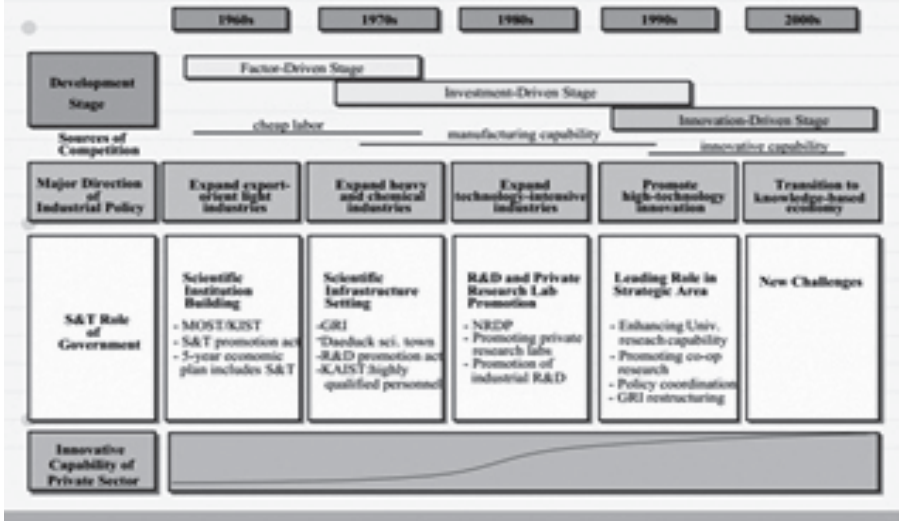 1960s
1970s
1980s
1990s
2000s
Development
Stage
Factor-Driven Stage
Investment-Driven Stage
Innovation-Driven Stage
Sources of
Competition
cheap labor
manufacturing capability
innovative capability
Major Direction
of
Industrial Policy
Expand export-
orient light
industries
Expand heavy
and chemical
industries
Expand
technology-intensive
industries
Promote
high-technology
innovation
Transition to
knowledge-based
economy
S&T Role
of
Government
Scientific
Institution
Building
- MOST/KIST
- S&T promotion act
- 5-year economic
plan includes S&T
Scientific
Infrastructure
Setting
-GRI
-Daeduck sci. town
-R&D promotion act
-KAIST:highly
qualified personnel
R&D and Private
Research Lab
Promotion
- NRDP
- Promoting private
research labs
- Promotion of
industrial R&D
Leading Role in
Strategic Area
- Enhancing Univ.
reseach capability
- Promoting co-op
research
- Policy coordination
- GRI restructuring
New Challenges
Innovative
Capability of
Private Sector